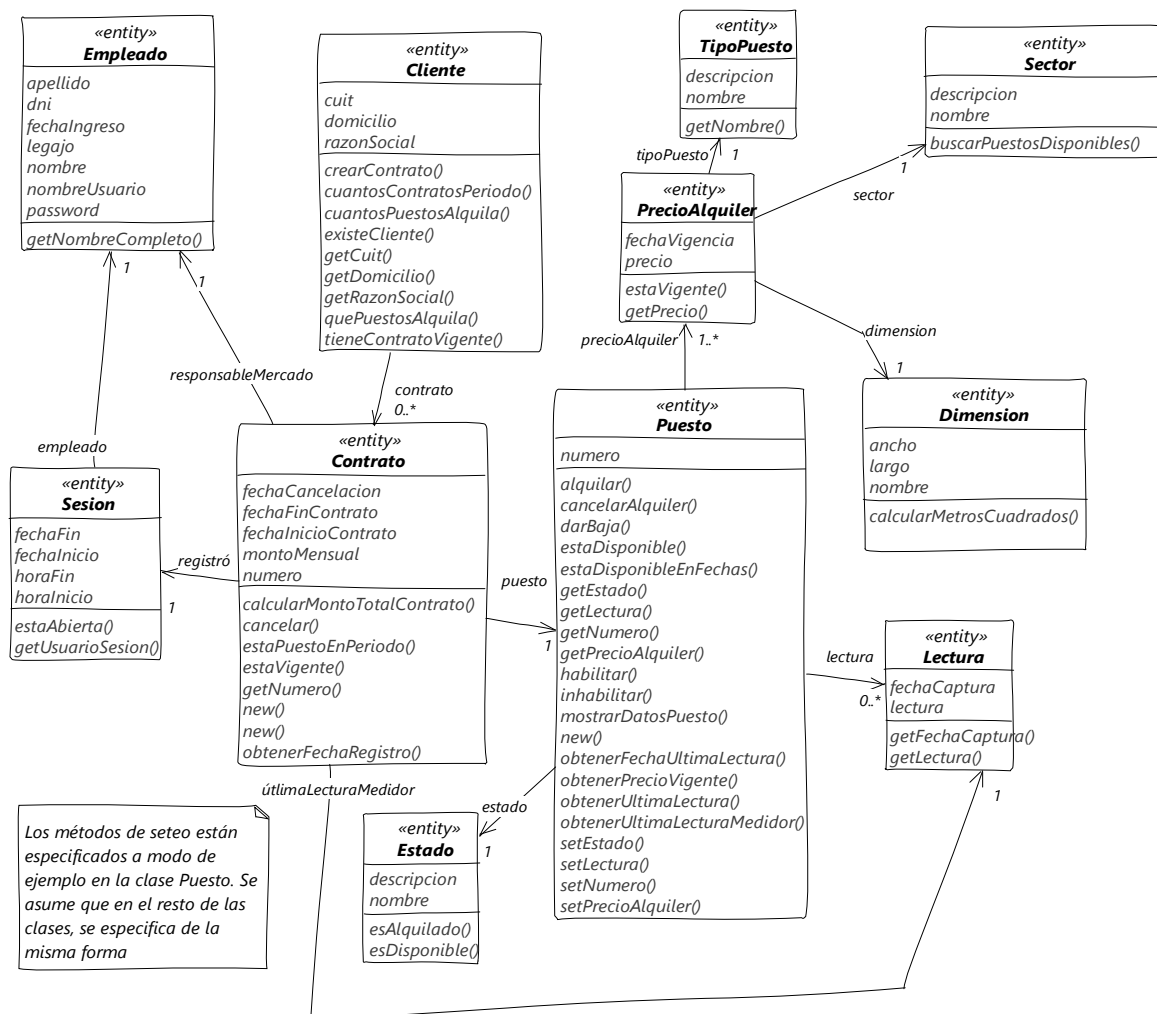 «entity»
Empleado
apellido
dni
fechaIngreso
legajo
nombre
nombreUsuario
password
getNombreCompleto()
1
1
«entity»
Cliente
cuit
domicilio
razonSocial
crearContrato()
cuantosContratosPeriodo()
cuantosPuestosAlquila()
existeCliente()
getCuit()
getDomicilio()
getRazonSocial()
quePuestosAlquila()
tieneContratoVigente()
«entity»
TipoPuesto
descripcion
nombre
getNombre()
tipoPuesto
1
«entity»
Sector
descripcion
nombre
buscarPuestosDisponibles()
1
sector
«entity»
PrecioAlquiler
fechaVigencia
precio
estaVigente()
getPrecio()
precioAlquiler
1..*
dimension
1
responsableMercado
contrato
0..*
empleado
«entity»
Dimension
ancho
largo
nombre
calcularMetrosCuadrados()
«entity»
Sesion
fechaFin
fechaInicio
horaFin
horaInicio
estaAbierta()
getUsuarioSesion()
registró
1
«entity»
Contrato
fechaCancelacion
fechaFinContrato
fechaInicioContrato
montoMensual
numero
calcularMontoTotalContrato()
cancelar()
estaPuestoEnPeriodo()
estaVigente()
getNumero()
new()
new()
obtenerFechaRegistro()
puesto
1
«entity»
Puesto
numero
alquilar()
cancelarAlquiler()
darBaja()
estaDisponible()
estaDisponibleEnFechas()
getEstado()
getLectura()
getNumero()
getPrecioAlquiler()
habilitar()
inhabilitar()
mostrarDatosPuesto()
new()
obtenerFechaUltimaLectura()
obtenerPrecioVigente()
obtenerUltimaLectura()
obtenerUltimaLecturaMedidor()
setEstado()
setLectura()
setNumero()
setPrecioAlquiler()
lectura
0..*
«entity»
Lectura
fechaCaptura
lectura
getFechaCaptura()
getLectura()
1
útlimaLecturaMedidor
estado
1
«entity»
Estado
descripcion
nombre
esAlquilado()
esDisponible()
Los métodos de seteo están
especificados a modo de
ejemplo en la clase Puesto. Se
asume que en el resto de las
clases, se especifica de la
misma forma